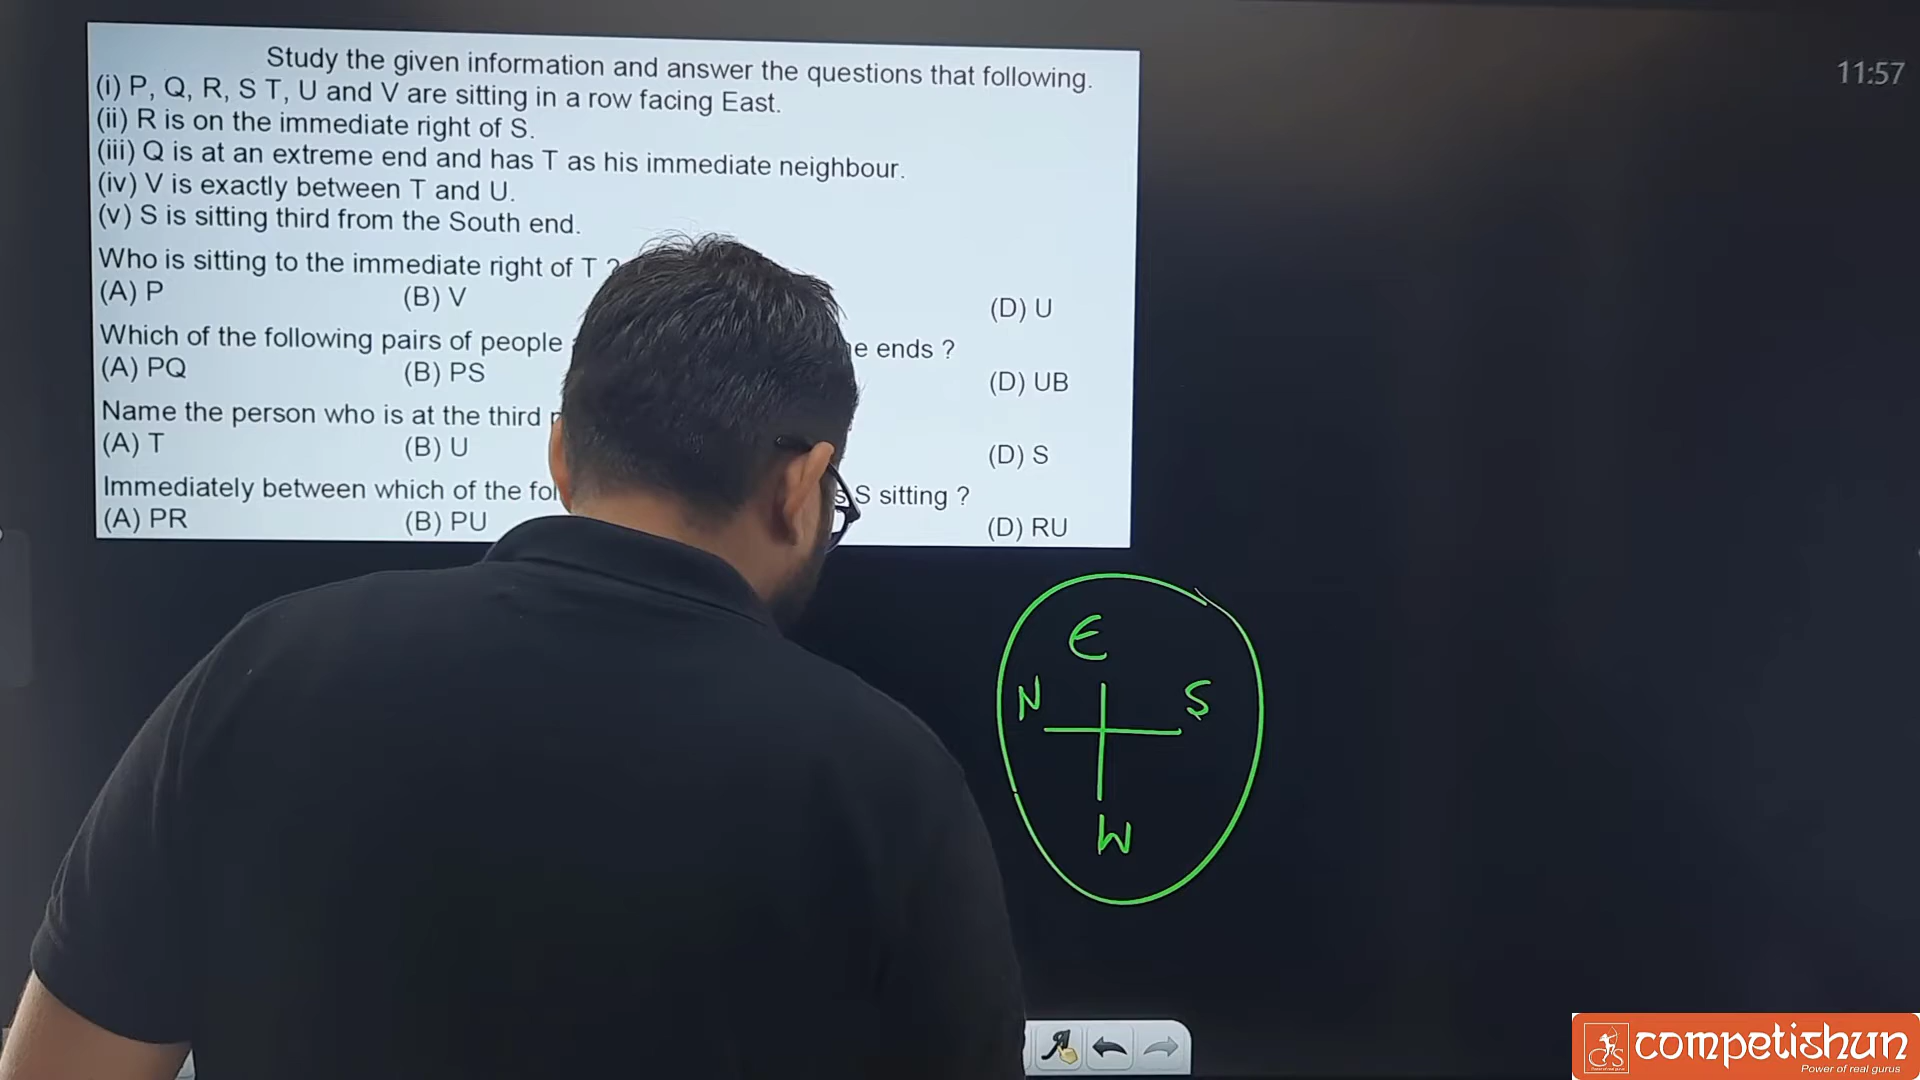 Study the given information and answer the questions that following.
(i) P, Q, R, S T, U and V are sitting in a row facing East.
(ii) R is on the immediate right of S.
(iii) Q is at an extreme end and has T as his immediate neighbour.
(iv) V is exactly between T and U.
(v) S is sitting third from the South end.
Who is sitting to the immediate right of T ?
(A) P (B) V (D) U
Which of the following pairs of people e ends ?
(A) PQ (B) PS (D) UB
Name the person who is at the third
(A) T (B) U (D) S
Immediately between which of the S sitting ?
(A) PR (B) PU (D) RU
11:57
E
N S
W
competishun
Power of real gurus